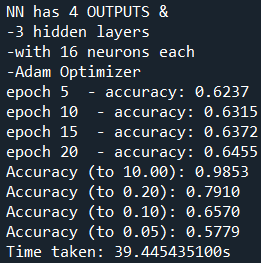 NN has 4 OUTPUTS &
-3 hidden layers
-with 16 neurons each
-Adam Optimizer
epoch 5  - accuracy: 0.6237
epoch 10  - accuracy: 0.6315
epoch 15  - accuracy: 0.6372
epoch 20  - accuracy: 0.6455
Accuracy (to 10.00): 0.9853
Accuracy (to 0.20): 0.7910
Accuracy (to 0.10): 0.6570
Accuracy (to 0.05): 0.5779
Time taken: 39.445435100s